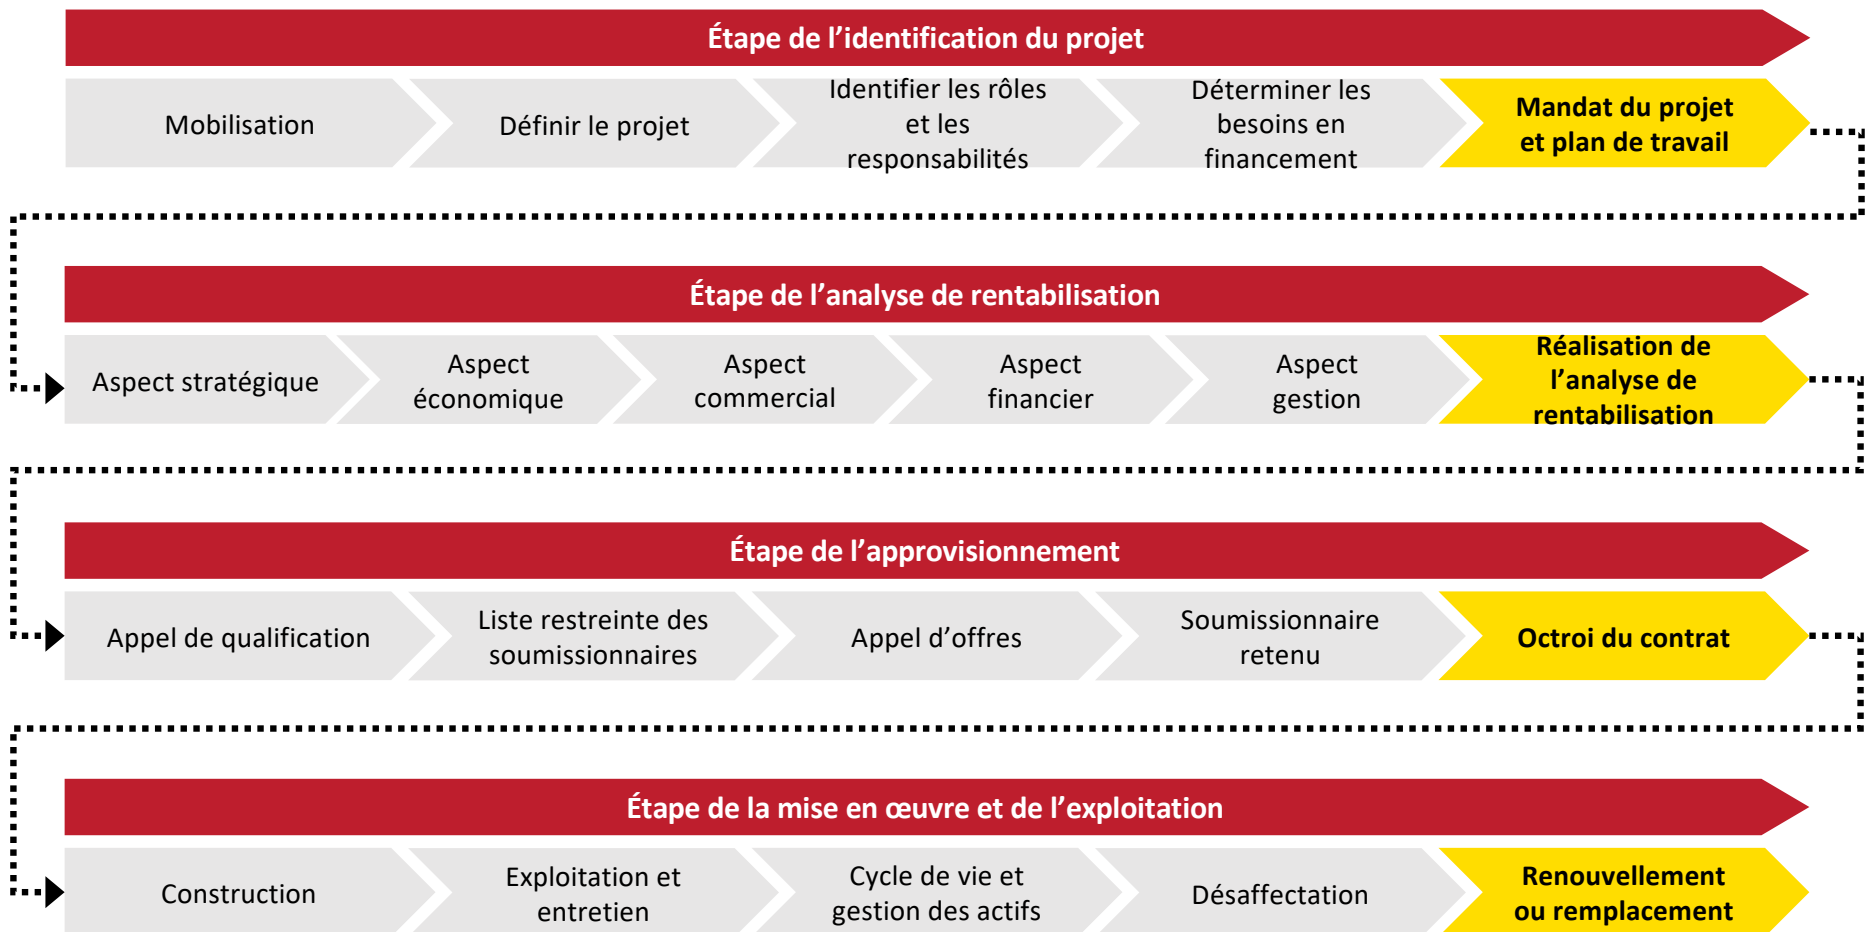 Étape de l’identification du projet
Mobilisation
Définir le projet
Identifier les rôles
et les
responsabilités
Déterminer les
besoins en
financement
Mandat du projet
et plan de travail
Étape de l’analyse de rentabilisation
Aspect stratégique
Aspect
économique
Aspect
commercial
Aspect
financier
Aspect
gestion
Réalisation de
l’analyse de
rentabilisation
Étape de l’approvisionnement
Appel de qualification
Liste restreinte des
soumissionnaires
Appel d’offres
Soumissionnaire
retenu
Octroi du contrat
Étape de la mise en œuvre et de l’exploitation
Construction
Exploitation et
entretien
Cycle de vie et
gestion des actifs
Désaffectation
Renouvellement
ou remplacement